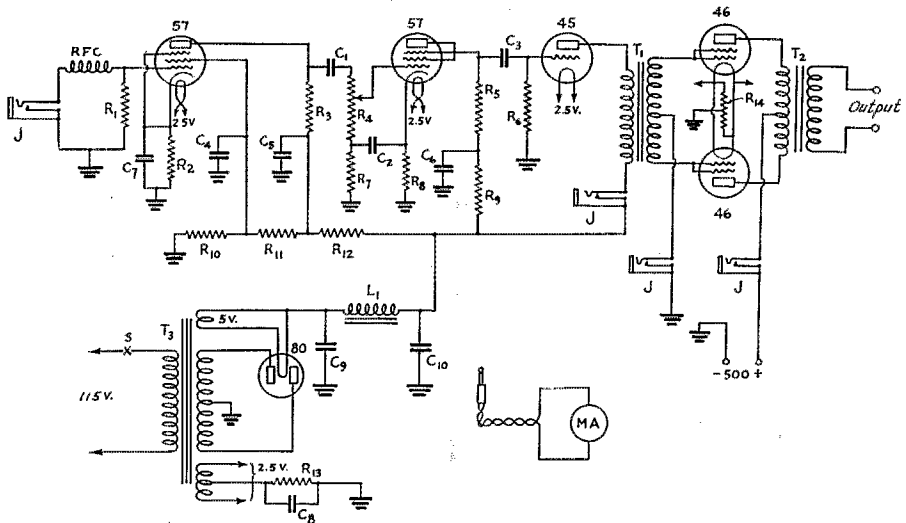 57
57
45
46
RFC
C₁
C₃
T₁
T₂
J
R₁
2.5V
R₃
R₄
2.5V
R₅
R₆
2.5V.
R₁₄
Output
C₇
R₂
C₄
C₅
R₇
C₂
R₈
C₆
R₉
46
J
R₁₀
R₁₁
R₁₂
J
J
L₁
T₃
5V.
80
S
C₉
C₁₀
115V.
-500+
MA
2.5V.
R₁₃
C₈